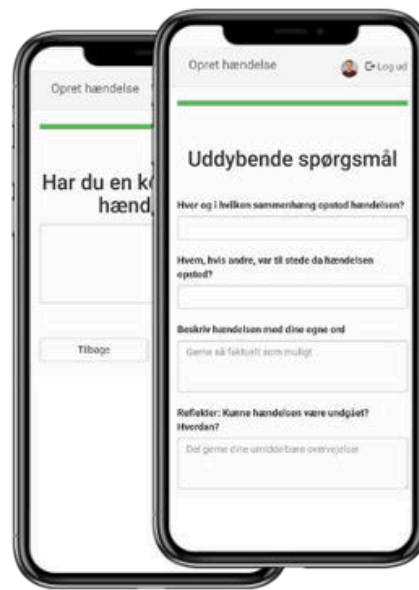 Opret hændelse
Har du en
hænd
Tilbage
Opret hændelse
Log ud
Uddybende spørgsmål
Hvor og i hvilken sammenhæng opstod hændelsen?
Hvem, hvis andre, var til stede da hændelsen
opstod?
Beskriv hændelsen med dine egne ord
Gerne så faktuelt som muligt
Reflekter: Kunne hændelsen være undgået?
Hvordan?
Del gerne dine umiddelbare overvejelser